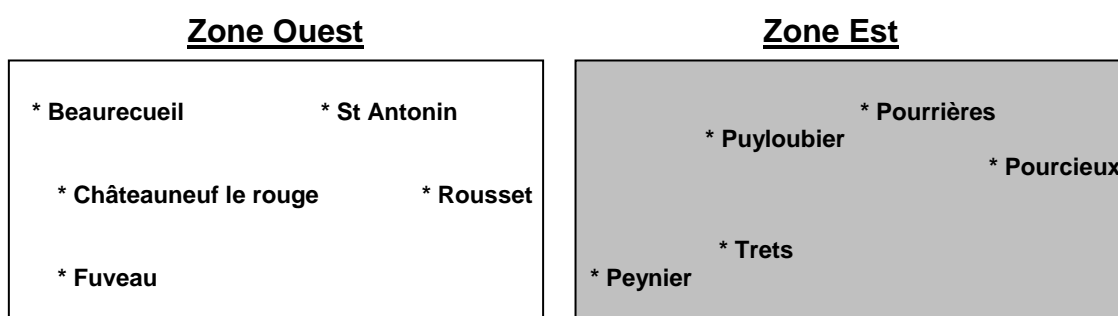 Zone Ouest
Zone Est
* Beaurecueil
* St Antonin
* Châteauneuf le rouge
* Rousset
* Fuveau
* Pourrières
* Puyloubier
* Pourcieux
* Trets
* Peynier